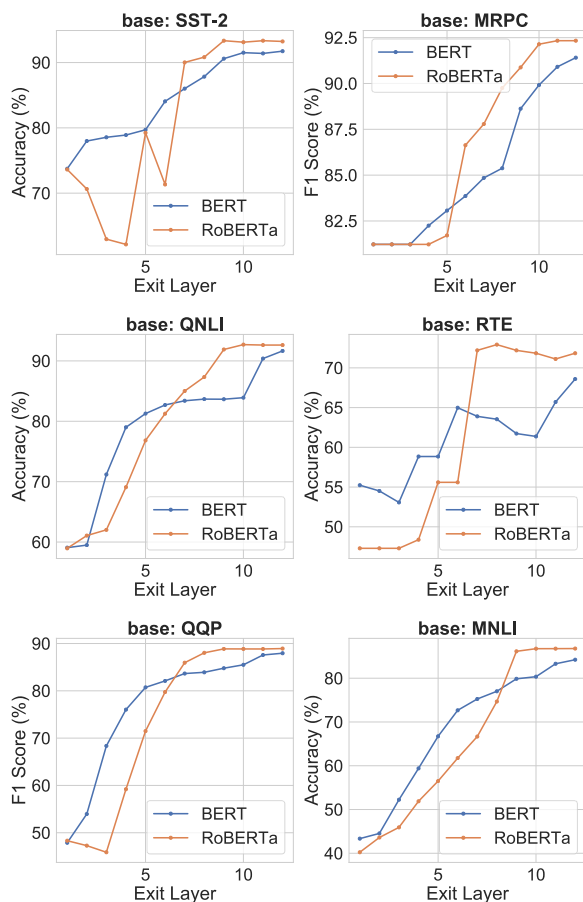 base: SST-2
Accuracy (%)
90
80
70
5
10
Exit Layer
BERT
RoBERTa
base: MRPC
F1 Score (%)
92.5
90.0
87.5
85.0
82.5
5
10
Exit Layer
BERT
RoBERTa
base: QNLI
Accuracy (%)
90
80
70
60
5
10
Exit Layer
BERT
RoBERTa
base: RTE
Accuracy (%)
70
65
60
55
50
5
10
Exit Layer
BERT
RoBERTa
base: QQP
F1 Score (%)
90
80
70
60
50
5
10
Exit Layer
BERT
RoBERTa
base: MNLI
Accuracy (%)
80
70
60
50
40
5
10
Exit Layer
BERT
RoBERTa